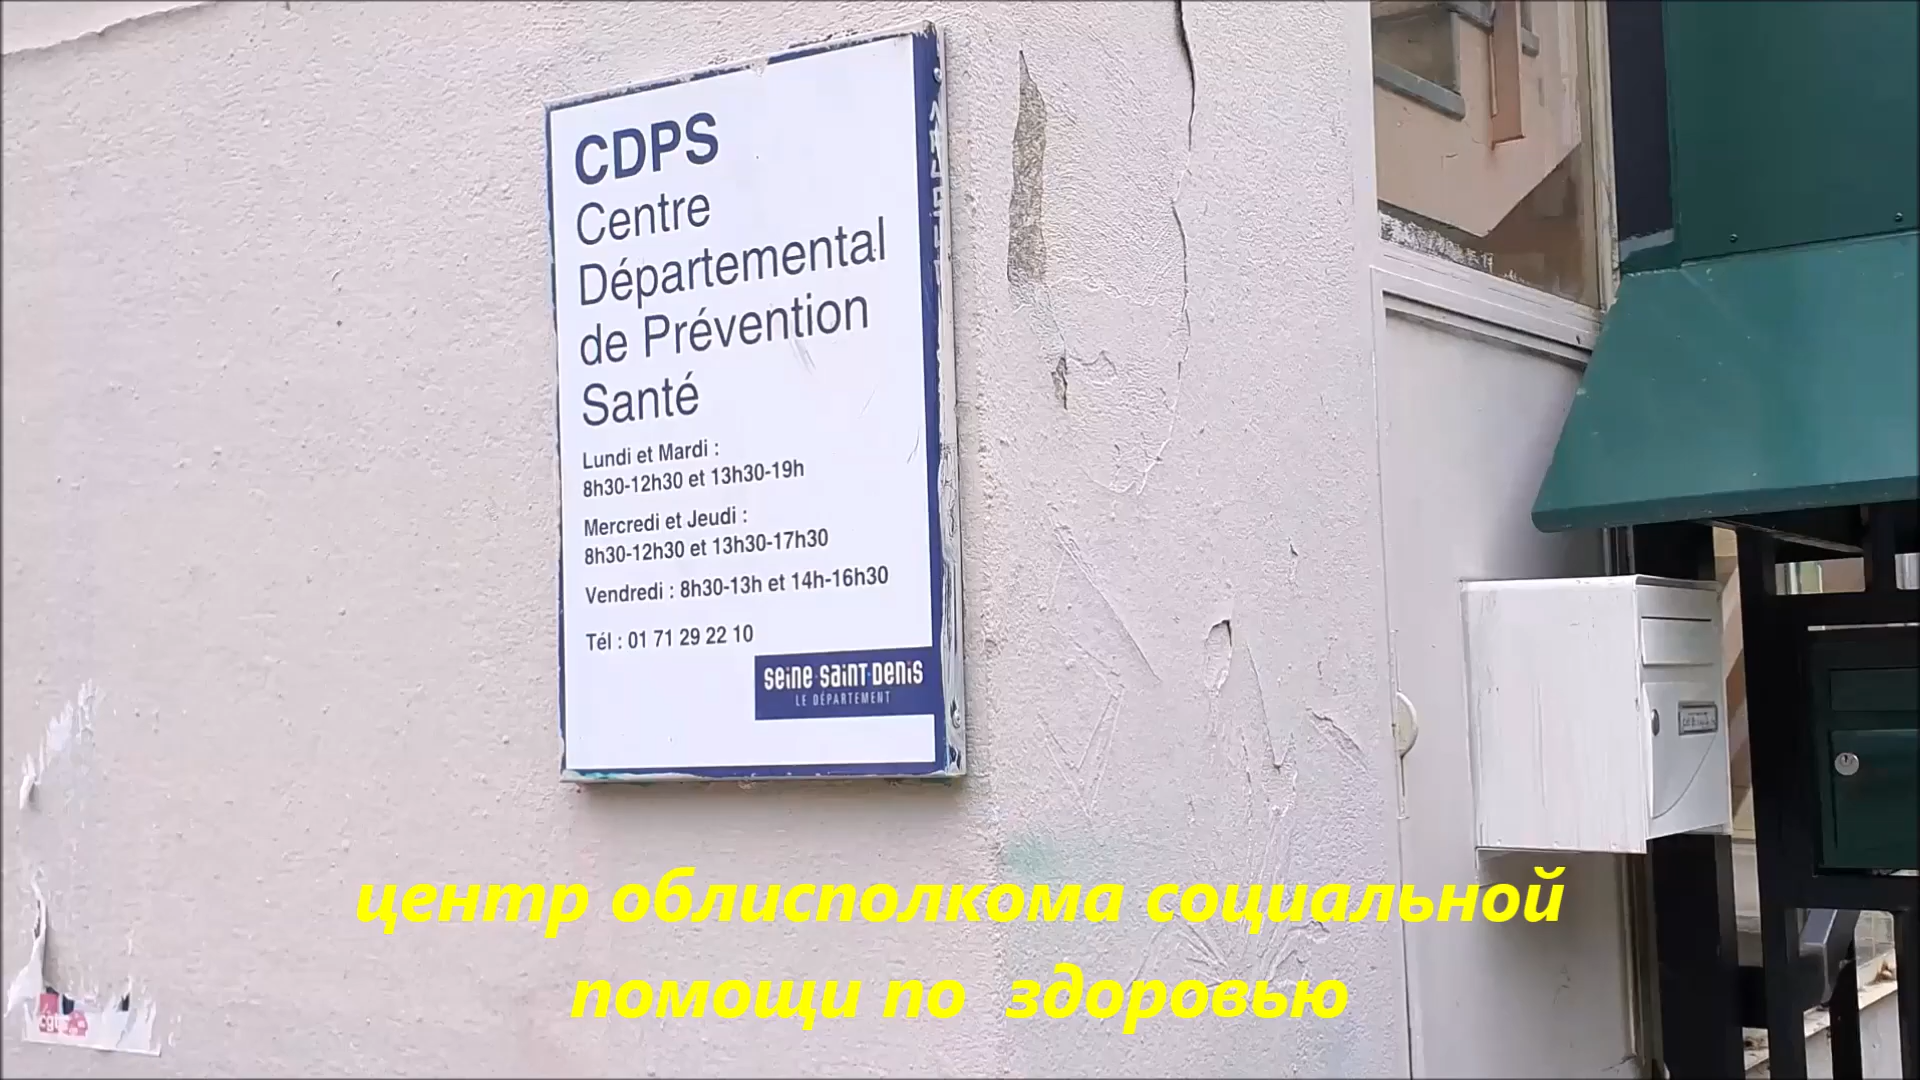 CDPS
Centre
Départemental
de Prévention
Santé
Lundi et Mardi :
8h30-12h30 et 13h30-19h
Mercredi et Jeudi :
8h30-12h30 et 13h30-17h30
Vendredi : 8h30-13h et 14h-16h30
Tél : 01 71 29 22 10
seine-saint-denis
LE DÉPARTEMENT
cgt
центр облисполкома социальной
помощи по здоровью